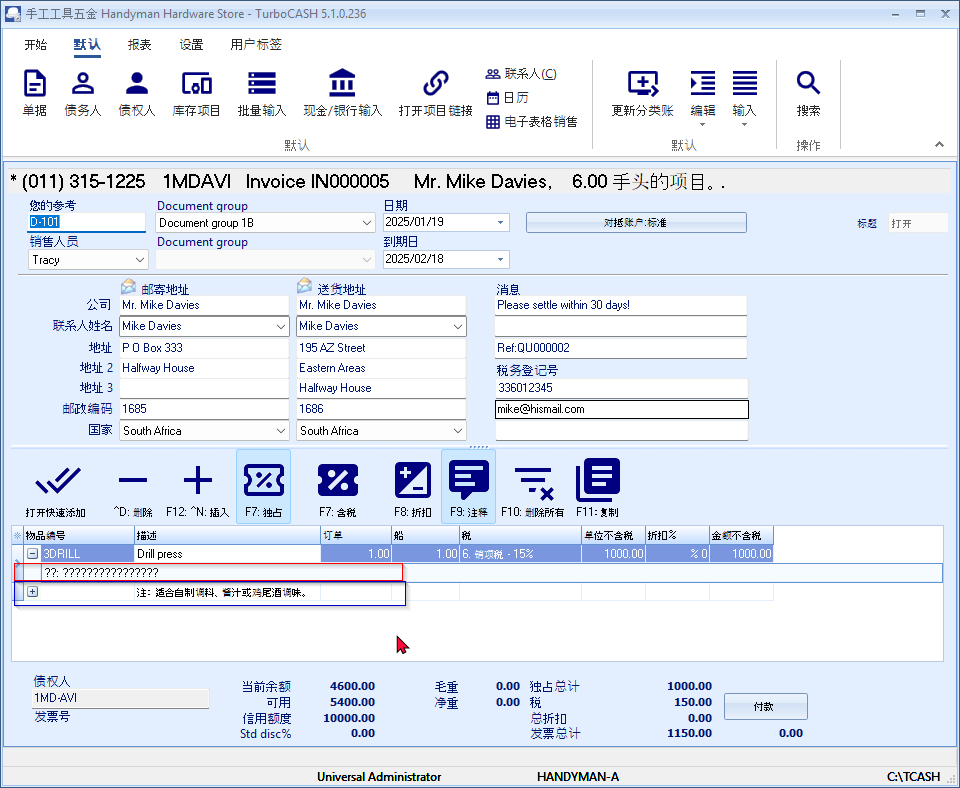 手工工具五金 Handyman Hardware Store - TurboCASH 5.1.0.236
开始 默认 报表 设置 用户标签
单据 债务人 债权人 库存项目 批量输入 现金/银行输入 打开项目链接
联系人(C)
日历
电子表格销售
更新分类账 编辑 输入 搜索
默认 默认 操作
* (011) 315-1225 1MDAVI Invoice IN000005 Mr. Mike Davies, 6.00 手头的项目。.
您的参考 Document group 日期
D-101 Document group 1B 2025/01/19 对抵账户:标准 标题 打开
销售人员 Document group 到期日
Tracy 2025/02/18
邮寄地址 送货地址 消息
公司 Mr. Mike Davies Mr. Mike Davies Please settle within 30 days!
联系人姓名 Mike Davies Mike Davies
地址 P O Box 333 195 AZ Street Ref:QU000002
地址 2 Halfway House Eastern Areas 税务登记号
地址 3 Halfway House 336012345
邮政编码 1685 1686 mike@hismail.com
国家 South Africa South Africa
打开快速添加 ^D: 删除 F12: ^N: 插入 F7: 独占 F7: 含税 F8: 折扣 F9: 注释 F10: 删除所有 F11: 复制
物品编号 描述 订单 船 税 单位不含税 折扣% 金额不含税
3DRILL Drill press 1.00 1.00 6. 销项税 - 15% 1000.00 % 0 1000.00
??: ????????????????
注：适合自制调料、酱汁或鸡尾酒调味。
债权人
1MD-AVI
发票号
当前余额 4600.00 毛重 0.00 独占总计 1000.00
可用 5400.00 净重 0.00 税 150.00
信用额度 10000.00 总折扣 0.00
Std disc% 0.00 发票总计 1150.00
付款
0.00
Universal Administrator HANDYMAN-A C:\TCASH